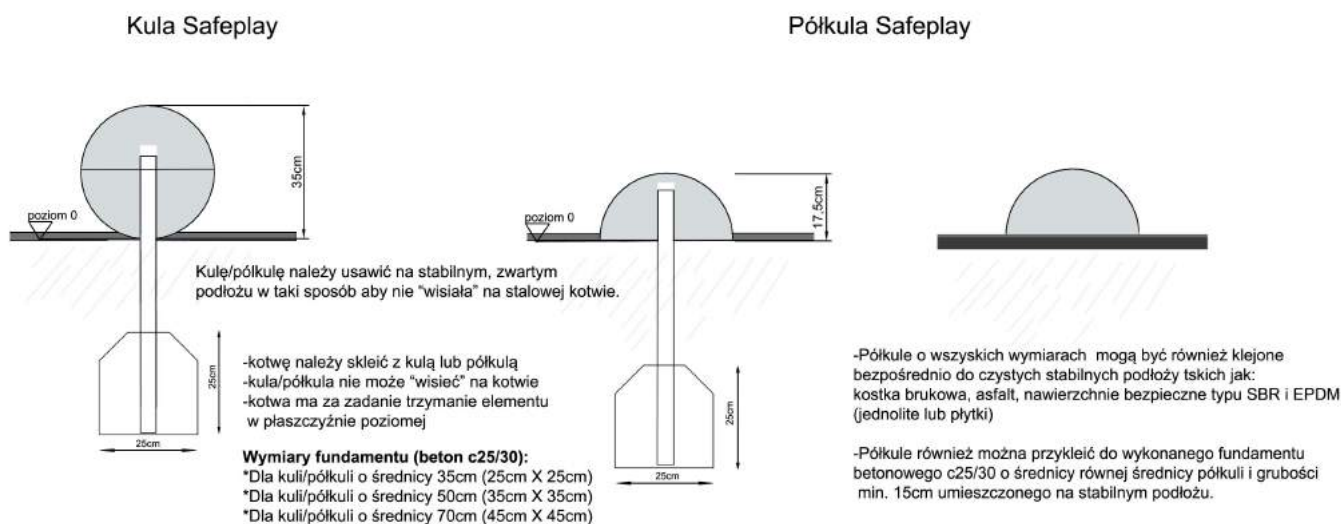 Kula Safeplay
Półkula Safeplay
35cm
poziom 0
17,5cm
poziom 0
Kulę/pólkulę należy usawić na stabilnym, zwartym
podłożu w taki sposób aby nie "wisiała" na stalowej kotwie.
25cm
25cm
-kotwę należy skleić z kulą lub półkulą
-kula/półkula nie może "wisieć" na kotwie
-kotwa ma za zadanie trzymanie elementu
w płaszczyźnie poziomej
Wymiary fundamentu (beton c25/30):
*Dla kuli/półkuli o średnicy 35cm (25cm X 25cm)
*Dla kuli/półkuli o średnicy 50cm (35cm X 35cm)
*Dla kuli/półkuli o średnicy 70cm (45cm X 45cm)
25cm
25cm
-Półkule o wszyskich wymiarach mogą być również klejone
bezpośrednio do czystych stabilnych podłoży tskich jak:
kostka brukowa, asfalt, nawierzchnie bezpieczne typu SBR i EPDM
(jednolite lub płytki)
-Półkule również można przykleić do wykonanego fundamentu
betonowego c25/30 o średnicy równej średnicy półkuli i grubości
min. 15cm umieszczonego na stabilnym podłożu.